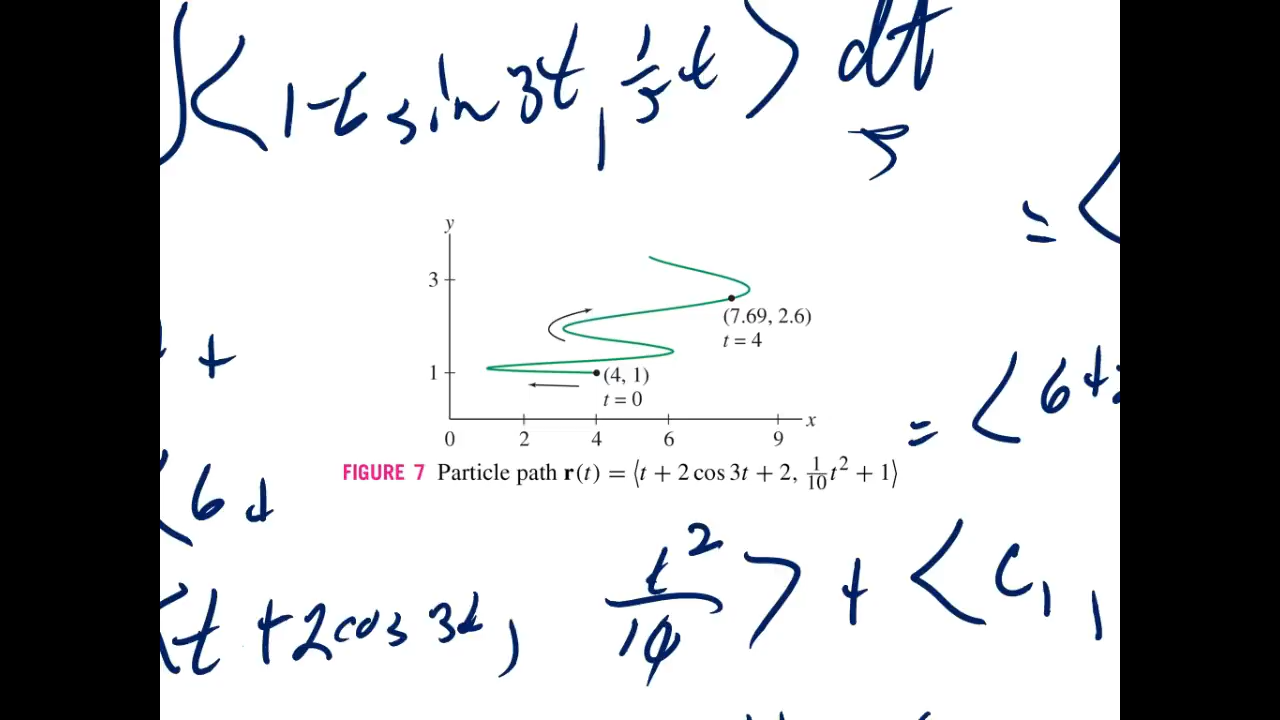 ∫⟨1-6 sin 3t, 1/5 t⟩ dt
5
= ⟨
y
3
(7.69, 2.6)
t = 4
+
1
(4, 1)
t = 0
= ⟨6t
x
0 2 4 6 9
FIGURE 7 Particle path r(t) = ⟨t + 2 cos 3t + 2, 1/10 t² + 1⟩
⟨6t
⟨t + 2cos 3t, t²/10⟩ + ⟨C₁,